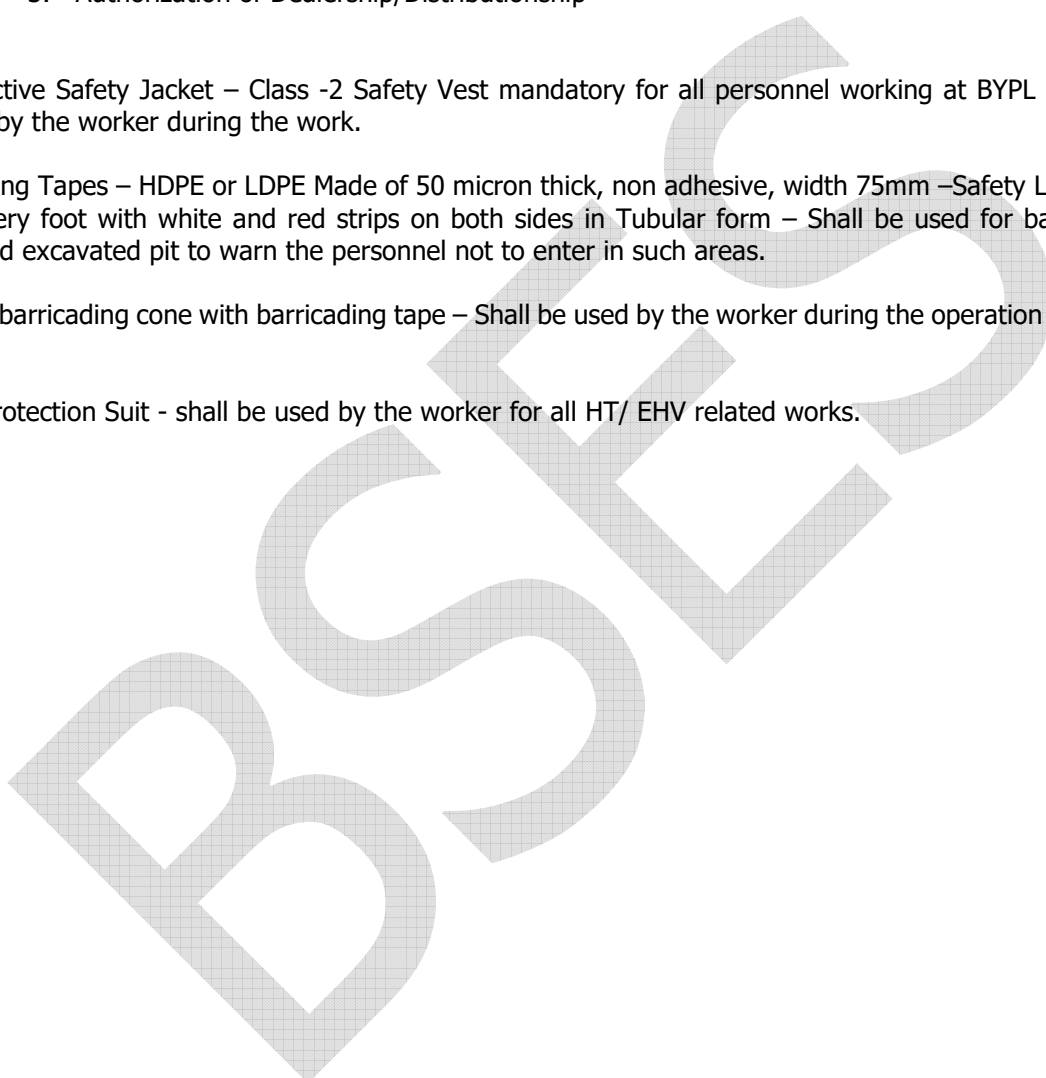 Authorization of Dealership/Distributionship
ctive Safety Jacket – Class -2 Safety Vest mandatory for all personnel working at BYPL
by the worker during the work.
ng Tapes – HDPE or LDPE Made of 50 micron thick, non adhesive, width 75mm –Safety L
ery foot with white and red strips on both sides in Tubular form – Shall be used for ba
d excavated pit to warn the personnel not to enter in such areas.
barricading cone with barricading tape – Shall be used by the worker during the operation
rotection Suit - shall be used by the worker for all HT/ EHV related works.
BSES